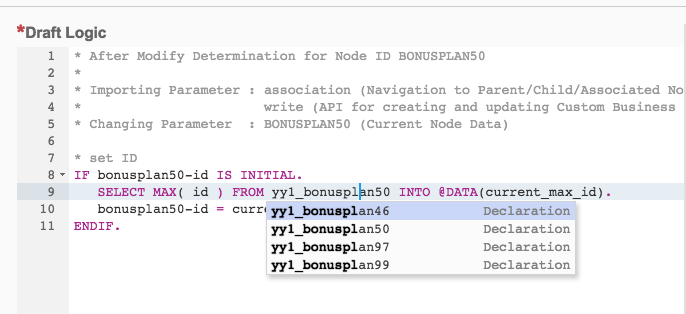 *Draft Logic
1 * After Modify Determination for Node ID BONUSPLAN50
2 *
3 * Importing Parameter : association (Navigation to Parent/Child/Associated No
4 * write (API for creating and updating Custom Business
5 * Changing Parameter : BONUSPLAN50 (Current Node Data)
6
7 * set ID
8 IF bonusplan50-id IS INITIAL.
9 SELECT MAX( id ) FROM yy1_bonusplan50 INTO @DATA(current_max_id).
10 bonusplan50-id = curre
yy1_bonusplan46 Declaration
11 ENDIF.
yy1_bonusplan50 Declaration
yy1_bonusplan97 Declaration
yy1_bonusplan99 Declaration